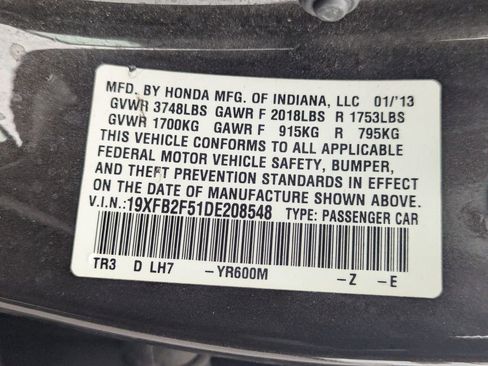 MFD. BY HONDA MFG. OF INDIANA, LLC 01/'13
GVWR 3748LBS GAWR F 2018LBS R 1753LBS
GVWR 1700KG GAWR F 915KG R 795KG
THIS VEHICLE CONFORMS TO ALL APPLICABLE
FEDERAL MOTOR VEHICLE SAFETY, BUMPER,
AND THEFT PREVENTION STANDARDS IN EFFECT
ON THE DATE OF MANUFACTURE SHOWN ABOVE.
V.I.N.:19XFB2F51DE208548 TYPE: PASSENGER CAR
TR3 D LH7 –YR600M –Z –E